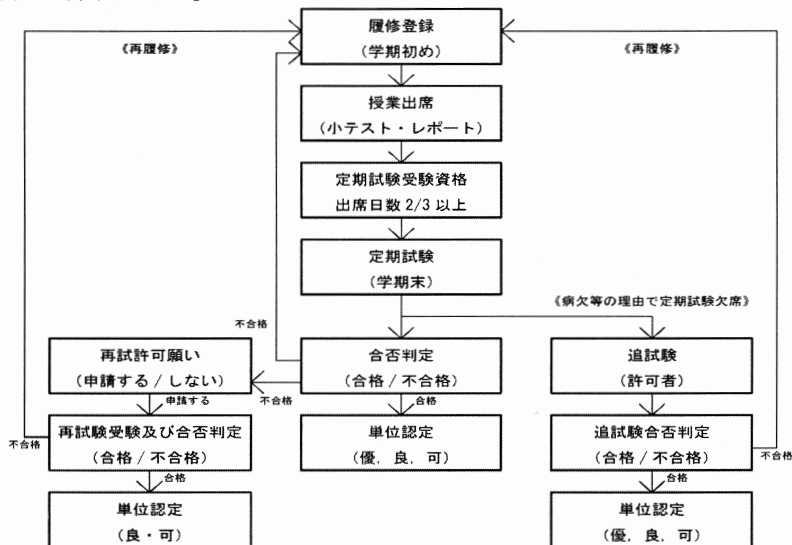 履修登録
（学期初め）
《再履修》
《再履修》
授業出席
（小テスト・レポート）
定期試験受験資格
出席日数 2/3 以上
定期試験
（学期末）
《病欠等の理由で定期試験欠席》
不合格
再試許可願い
（申請する / しない）
合否判定
（合格 / 不合格）
追試験
（許可者）
申請する
不合格
合格
不合格
再試験受験及び合否判定
（合格 / 不合格）
単位認定
（優，良，可）
追試験合否判定
（合格 / 不合格）
不合格
合格
合格
単位認定
（良・可）
単位認定
（優，良，可）